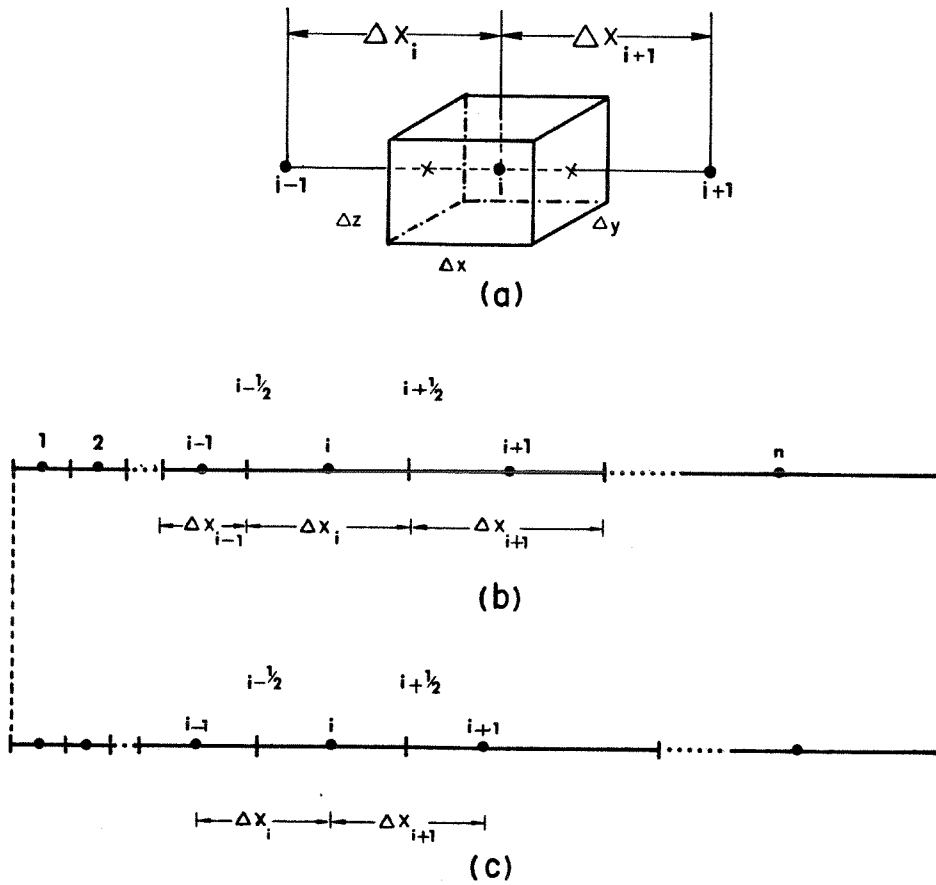 Δx_i Δx_{i+1}
i-1 i+1
Δz Δy
Δx
(a)
i-½ i+½
1 2 i-1 i i+1 n
Δx_{i-1} Δx_i Δx_{i+1}
(b)
i-½ i+½
i-1 i i+1
Δx_i Δx_{i+1}
(c)